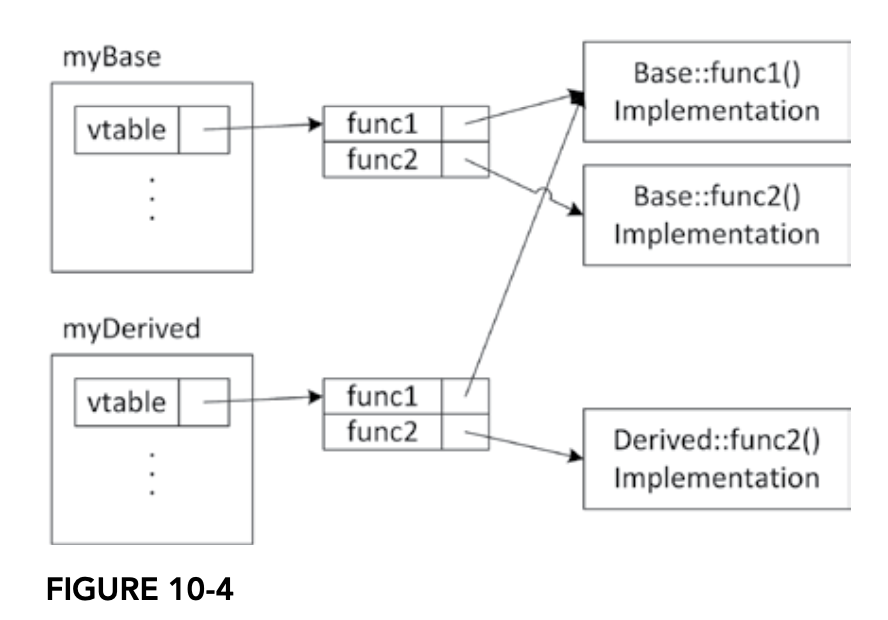 myBase
vtable
func1
func2
Base::func1()
Implementation
Base::func2()
Implementation
myDerived
vtable
func1
func2
Derived::func2()
Implementation
FIGURE 10-4